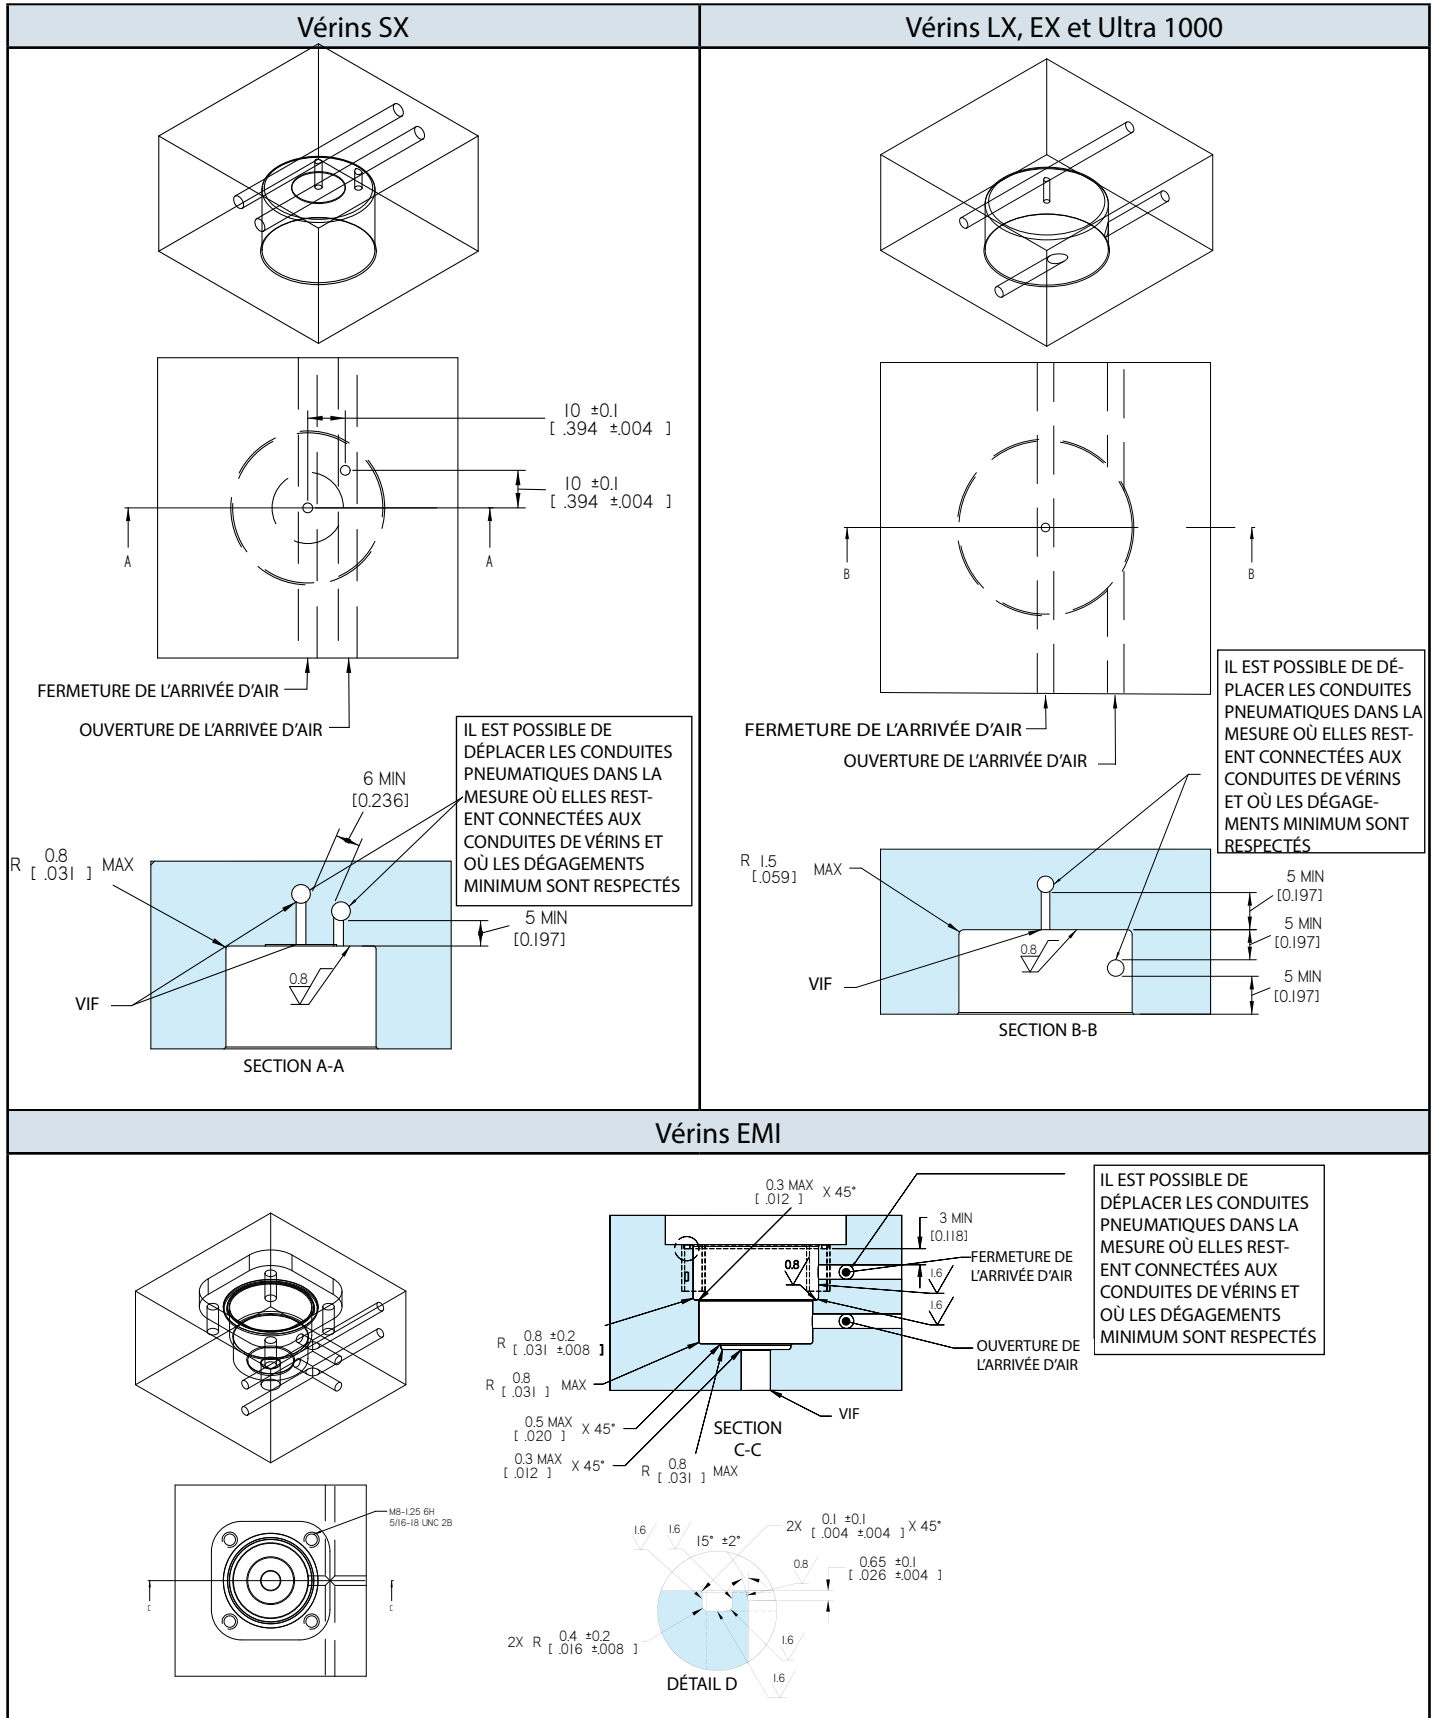 Vérins SX
10 ±0.1
[ .394 ±.004 ]
10 ±0.1
[ .394 ±.004 ]
A
A
FERMETURE DE L'ARRIVÉE D'AIR
OUVERTURE DE L'ARRIVÉE D'AIR
IL EST POSSIBLE DE
DÉPLACER LES CONDUITES
PNEUMATIQUES DANS LA
MESURE OÙ ELLES REST-
ENT CONNECTÉES AUX
CONDUITES DE VÉRINS ET
OÙ LES DÉGAGEMENTS
MINIMUM SONT RESPECTÉS
6 MIN
[0.236]
R 0.8 MAX
[ .031 ]
5 MIN
[0.197]
0.8
VIF
SECTION A-A
Vérins LX, EX et Ultra 1000
B
B
FERMETURE DE L'ARRIVÉE D'AIR
OUVERTURE DE L'ARRIVÉE D'AIR
IL EST POSSIBLE DE DÉ-
PLACER LES CONDUITES
PNEUMATIQUES DANS LA
MESURE OÙ ELLES REST-
ENT CONNECTÉES AUX
CONDUITES DE VÉRINS
ET OÙ LES DÉGAGE-
MENTS MINIMUM SONT
RESPECTÉS
R 1.5 MAX
[.059]
5 MIN
[0.197]
5 MIN
[0.197]
5 MIN
[0.197]
0.8
VIF
SECTION B-B
Vérins EMI
0.3 MAX X 45°
[ .012 ]
IL EST POSSIBLE DE
DÉPLACER LES CONDUITES
PNEUMATIQUES DANS LA
MESURE OÙ ELLES REST-
ENT CONNECTÉES AUX
CONDUITES DE VÉRINS ET
OÙ LES DÉGAGEMENTS
MINIMUM SONT RESPECTÉS
3 MIN
[0.118]
FERMETURE DE
L'ARRIVÉE D'AIR
0.8
1.6
1.6
OUVERTURE DE
L'ARRIVÉE D'AIR
R 0.8 ±0.2
[ .031 ±.008 ]
R 0.8 MAX
[ .031 ]
0.5 MAX X 45°
[ .020 ]
0.3 MAX X 45°
[ .012 ]
R 0.8 MAX
[ .031 ]
VIF
SECTION
C-C
M8-1.25 6H
5/16-18 UNC 2B
1.6
1.6
15° ±2°
2X 0.1 ±0.1 X 45°
[ .004 ±.004 ]
0.8
0.65 ±0.1
[ .026 ±.004 ]
2X R 0.4 ±0.2
[ .016 ±.008 ]
1.6
1.6
DÉTAIL D